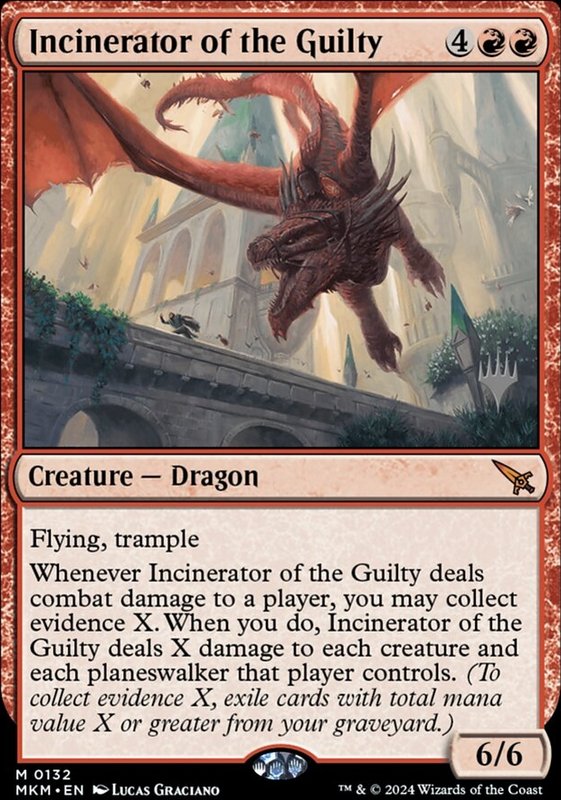 Incinerator of the Guilty 4
Creature — Dragon
Flying, trample
Whenever Incinerator of the Guilty deals
combat damage to a player, you may collect
evidence X. When you do, Incinerator of the
Guilty deals X damage to each creature and
each planeswalker that player controls. (To
collect evidence X, exile cards with total mana
value X or greater from your graveyard.)
6/6
M 0132
MKM • EN LUCAS GRACIANO
™ & © 2024 Wizards of the Coast